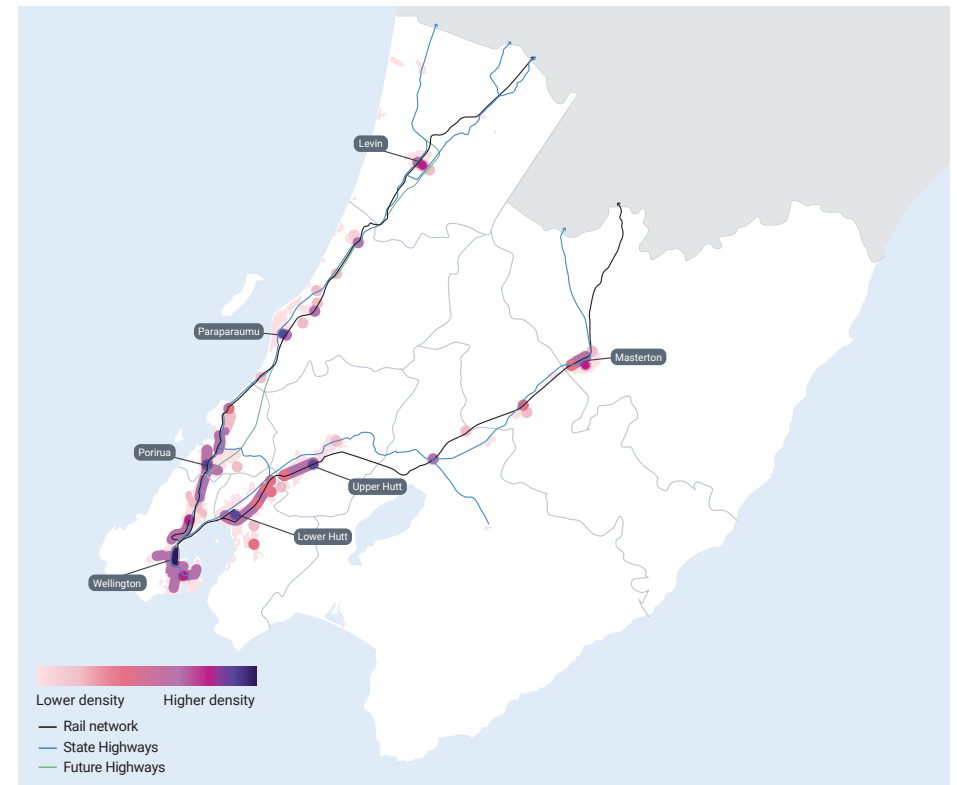 Levin
Paraparaumu
Masterton
Porirua
Upper Hutt
Lower Hutt
Wellington
Lower density Higher density
Rail network
State Highways
Future Highways